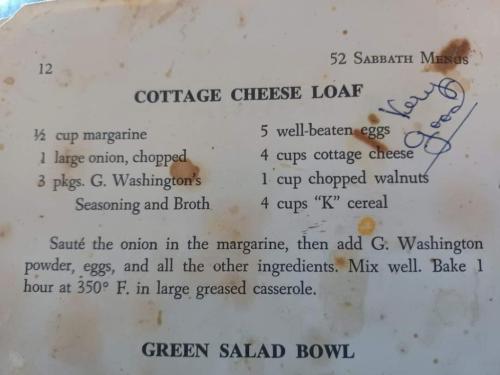 12
52 SABBATH MENUS
COTTAGE CHEESE LOAF
½ cup margarine
1 large onion, chopped
3 pkgs. G. Washington's
Seasoning and Broth
5 well-beaten eggs
4 cups cottage cheese
1 cup chopped walnuts
4 cups "K" cereal
Very
good
Sauté the onion in the margarine, then add G. Washington
powder, eggs, and all the other ingredients. Mix well. Bake 1
hour at 350° F. in large greased casserole.
GREEN SALAD BOWL